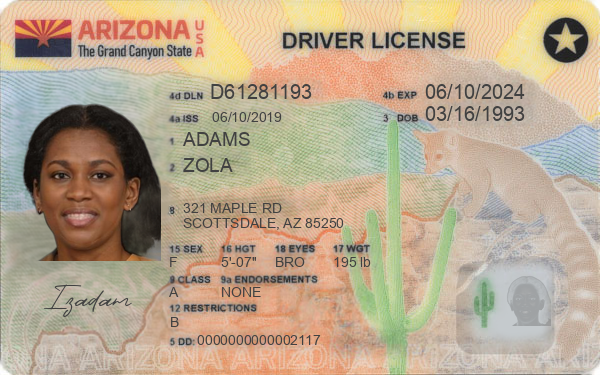 ARIZONA USA
The Grand Canyon State
DRIVER LICENSE
4d DLN D61281193
4b EXP 06/10/2024
4a ISS 06/10/2019
3 DOB 03/16/1993
1 ADAMS
2 ZOLA
8 321 MAPLE RD
SCOTTSDALE, AZ 85250
15 SEX 16 HGT 18 EYES 17 WGT
F 5'-07" BRO 195 lb
9 CLASS 9a ENDORSEMENTS
A NONE
12 RESTRICTIONS
B
Izadam
5 DD: 0000000000002117
ONA ARIZONA ARIZONA ARIZONA ARIZONA